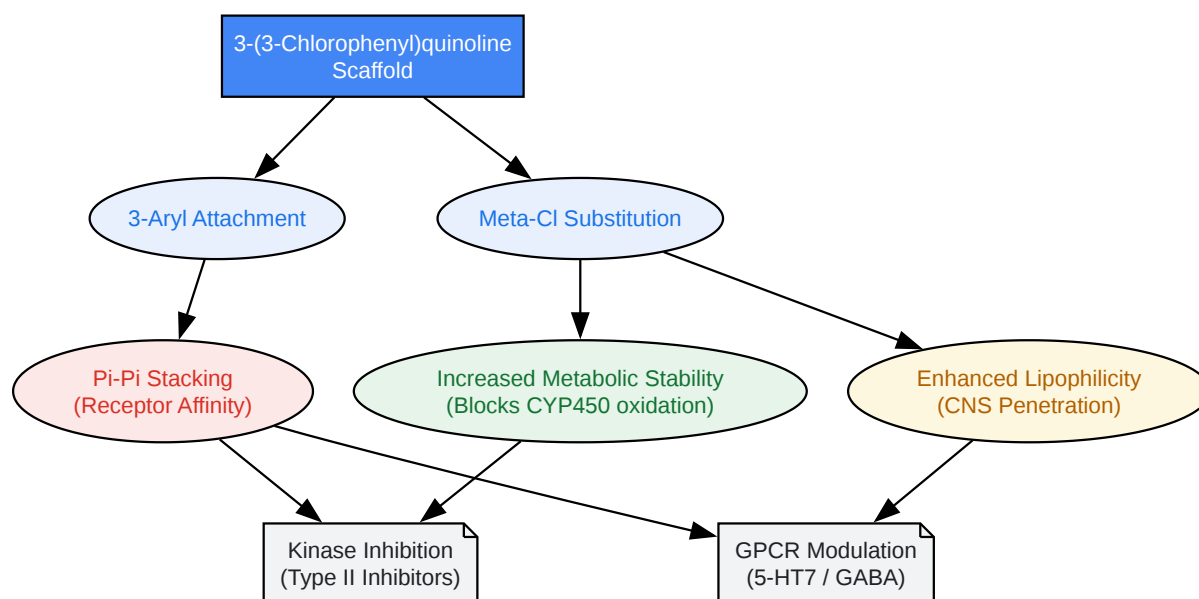 3-(3-Chlorophenyl)quinoline
Scaffold
3-Aryl Attachment
Meta-Cl Substitution
Pi-Pi Stacking
(Receptor Affinity)
Increased Metabolic Stability
(Blocks CYP450 oxidation)
Enhanced Lipophilicity
(CNS Penetration)
Kinase Inhibition
(Type II Inhibitors)
GPCR Modulation
(5-HT7 / GABA)